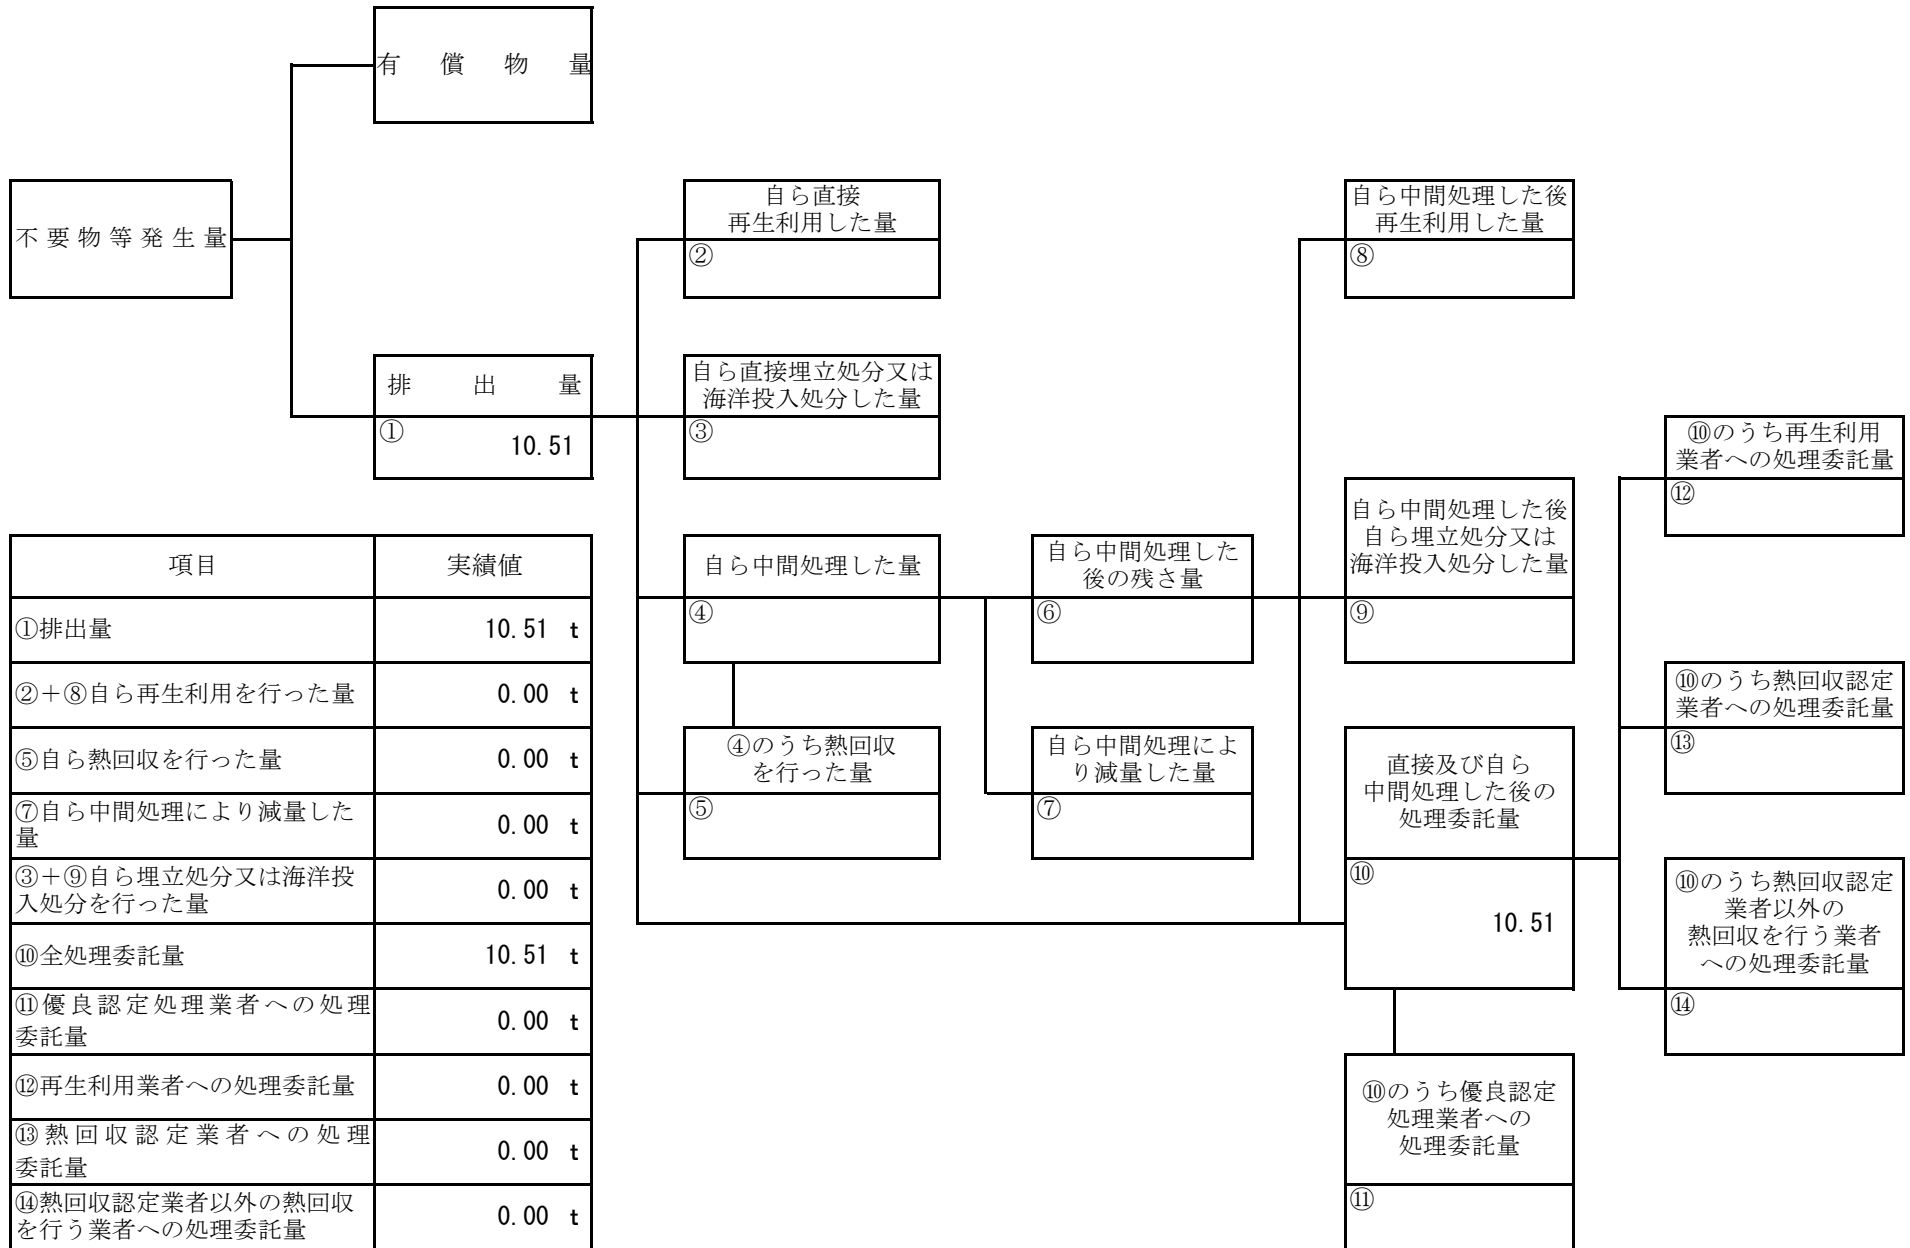 有償物量
不要物等発生量
排出量
①
10.51
自ら直接
再生利用した量
②
自ら直接埋立処分又は
海洋投入処分した量
③
自ら中間処理した量
④
④のうち熱回収
を行った量
⑤
自ら中間処理した
後の残さ量
⑥
自ら中間処理によ
り減量した量
⑦
自ら中間処理した後
再生利用した量
⑧
自ら中間処理した後
自ら埋立処分又は
海洋投入処分した量
⑨
直接及び自ら
中間処理した後の
処理委託量
⑩
10.51
⑩のうち優良認定
処理業者への
処理委託量
⑪
⑩のうち再生利用
業者への処理委託量
⑫
⑩のうち熱回収認定
業者への処理委託量
⑬
⑩のうち熱回収認定
業者以外の
熱回収を行う業者
への処理委託量
⑭
項目 実績値
①排出量 10.51 t
②＋⑧自ら再生利用を行った量 0.00 t
⑤自ら熱回収を行った量 0.00 t
⑦自ら中間処理により減量した
量 0.00 t
③＋⑨自ら埋立処分又は海洋投
入処分を行った量 0.00 t
⑩全処理委託量 10.51 t
⑪優良認定処理業者への処理
委託量 0.00 t
⑫再生利用業者への処理委託量 0.00 t
⑬熱回収認定業者への処理
委託量 0.00 t
⑭熱回収認定業者以外の熱回収
を行う業者への処理委託量 0.00 t